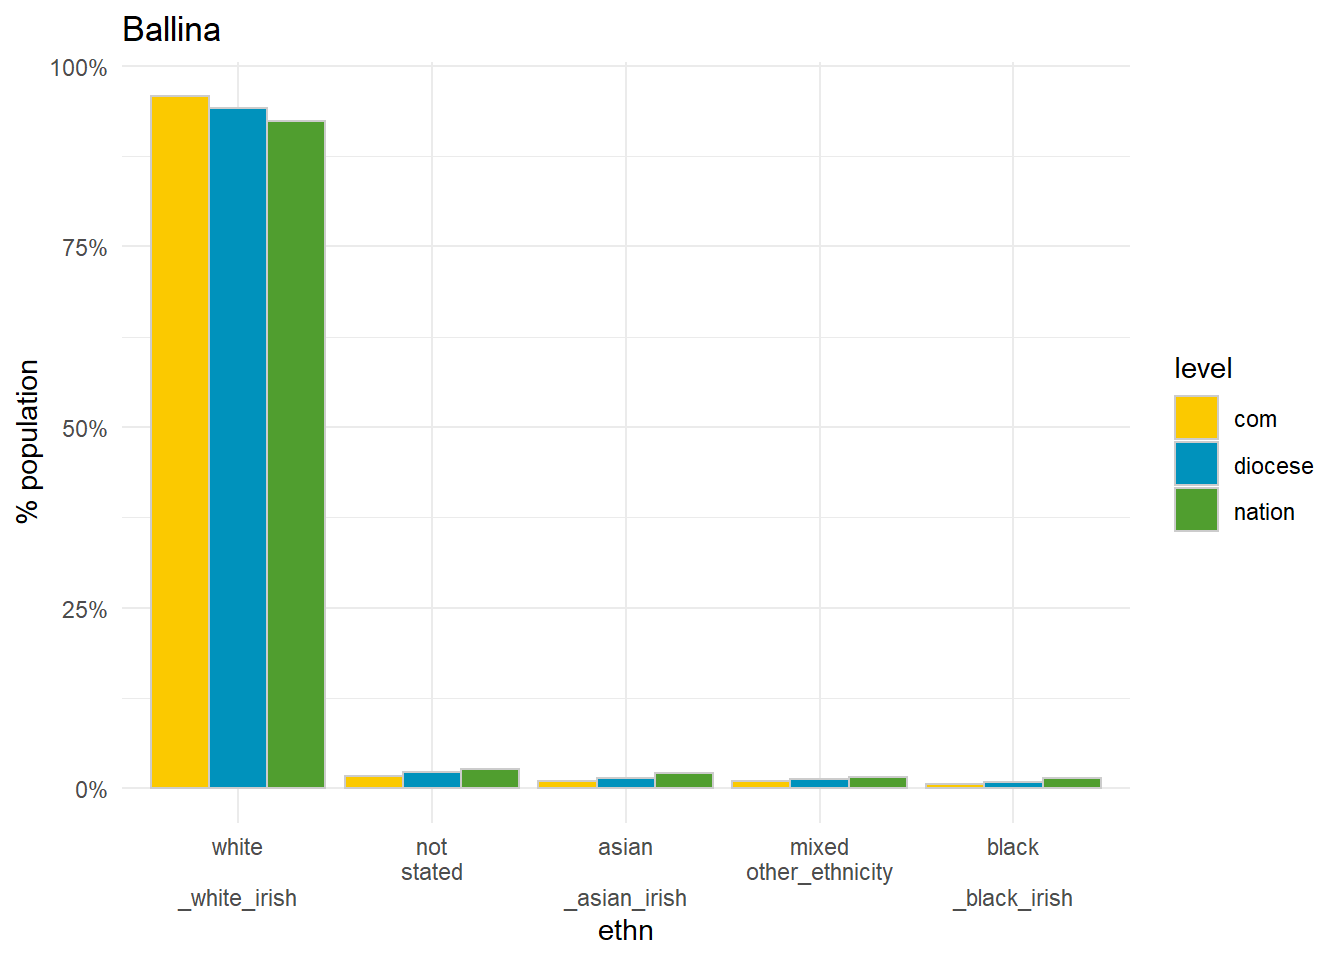 Ballina
100%
75%
50%
25%
0%
% population
white
_white_irish
not
stated
asian
_asian_irish
mixed
other_ethnicity
black
_black_irish
ethn
level
com
diocese
nation